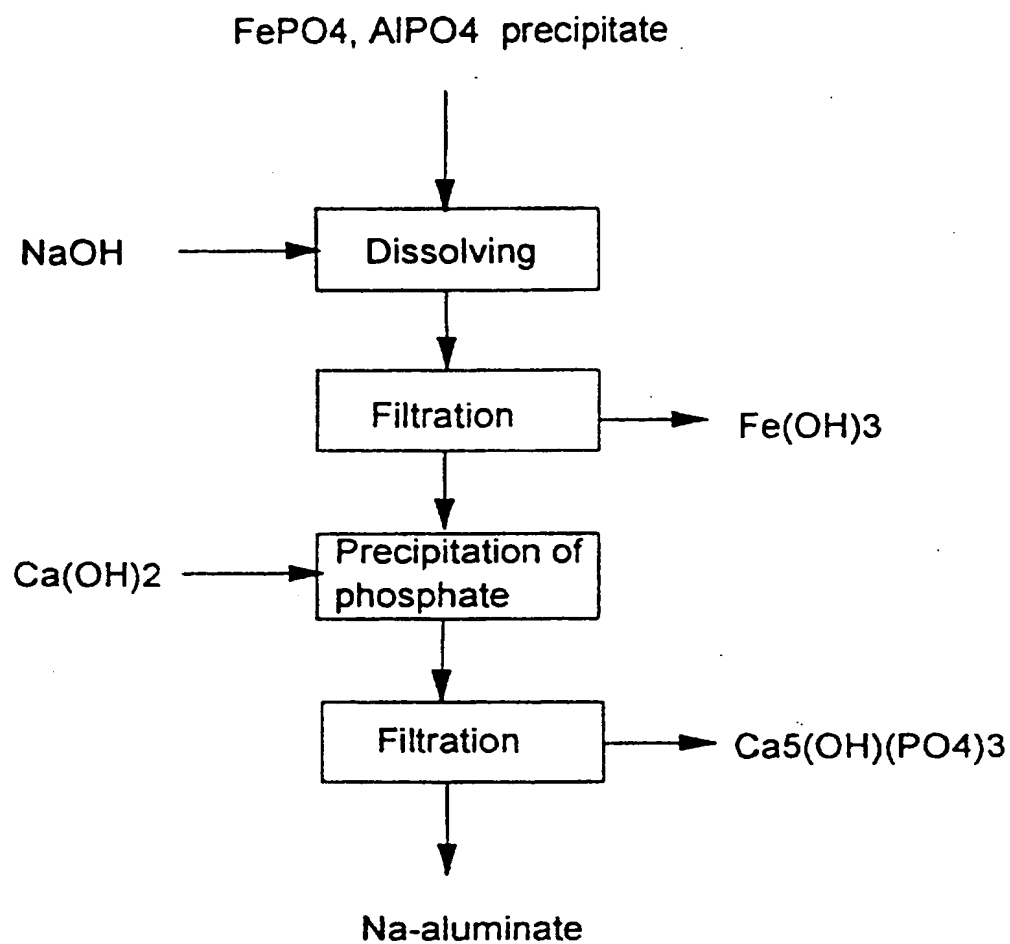 FePO4, AlPO4 precipitate
NaOH
Dissolving
Filtration
Fe(OH)3
Ca(OH)2
Precipitation of
phosphate
Filtration
Ca5(OH)(PO4)3
Na-aluminate